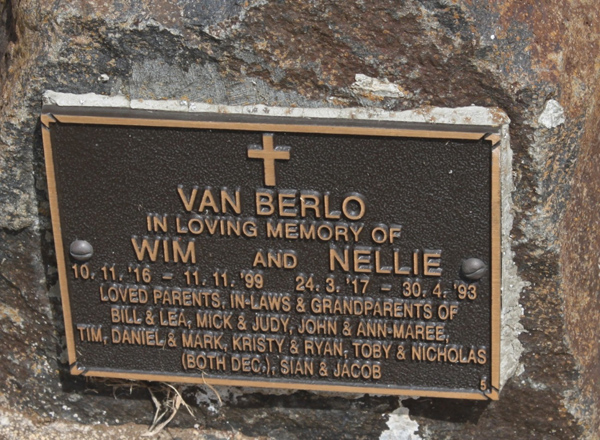 VAN BERLO
IN LOVING MEMORY OF
WIM AND NELLIE
10. 11. '16 - 11. 11. '99 24. 3. '17 - 30. 4. '93
LOVED PARENTS, IN-LAWS & GRANDPARENTS OF
BILL & LEA, MICK & JUDY, JOHN & ANN-MAREE,
TIM, DANIEL & MARK, KRISTY & RYAN, TOBY & NICHOLAS
(BOTH DEC.), SIAN & JACOB
5